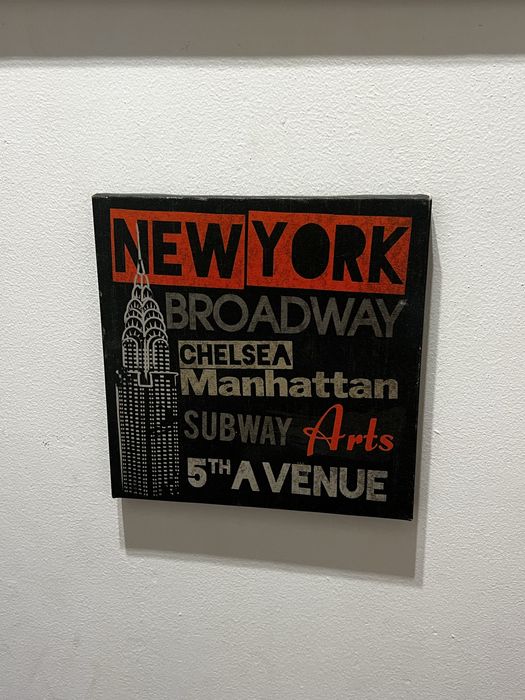 NEW YORK
BROADWAY
CHELSEA
Manhattan
SUBWAY Arts
5TH AVENUE